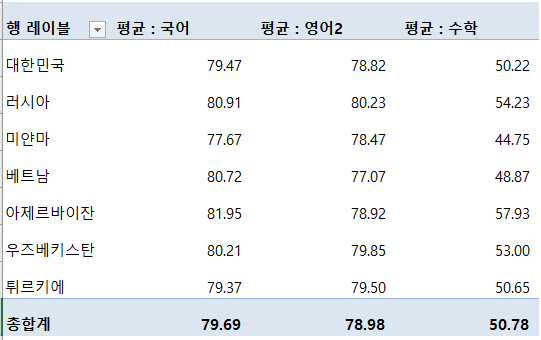 행 레이블 평균 : 국어 평균 : 영어2 평균 : 수학
대한민국 79.47 78.82 50.22
러시아 80.91 80.23 54.23
미얀마 77.67 78.47 44.75
베트남 80.72 77.07 48.87
아제르바이잔 81.95 78.92 57.93
우즈베키스탄 80.21 79.85 53.00
튀르키에 79.37 79.50 50.65
총합계 79.69 78.98 50.78